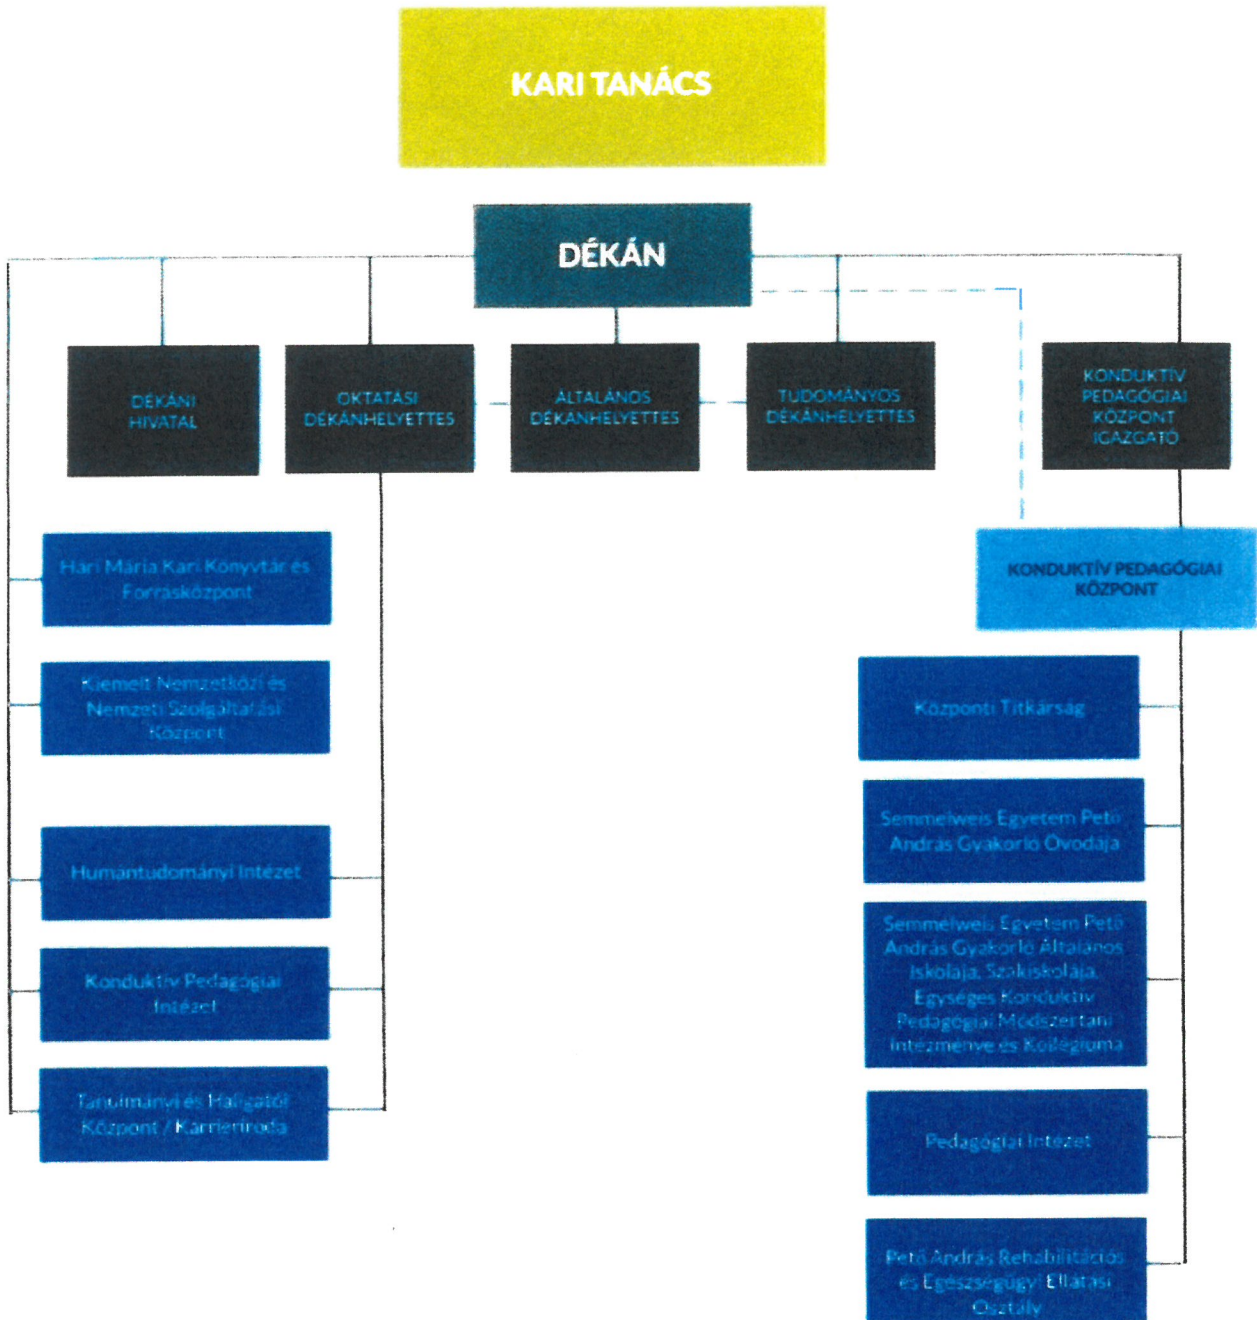 KARI TANÁCS
DÉKÁN
DÉKÁNI
HIVATAL
OKTATÁSI
DÉKÁNHELYETTES
ÁLTALÁNOS
DÉKÁNHELYETTES
TUDOMÁNYOS
DÉKÁNHELYETTES
KONDUKTÍV
PEDAGÓGIAI
KÖZPONT
IGAZGATÓ
Hári Mária Kari Könyvtár és
Forrásközpont
Kiemelt Nemzetközi és
Nemzeti Szolgáltatási
Központ
Humántudományi Intézet
Konduktív Pedagógiai
Intézet
Tanulmányi és Hallgatói
Központ / Karrieriroda
KONDUKTÍV PEDAGÓGIAI
KÖZPONT
Központi Titkárság
Semmelweis Egyetem Pető
András Gyakorló Óvodája
Semmelweis Egyetem Pető
András Gyakorló Általános
Iskolája, Szakiskolája,
Egységes Konduktív
Pedagógiai Módszertani
Intézménye és Kollégiuma
Pedagógiai Intézet
Pető András Rehabilitációs
és Egészségügyi Ellátási
Osztály